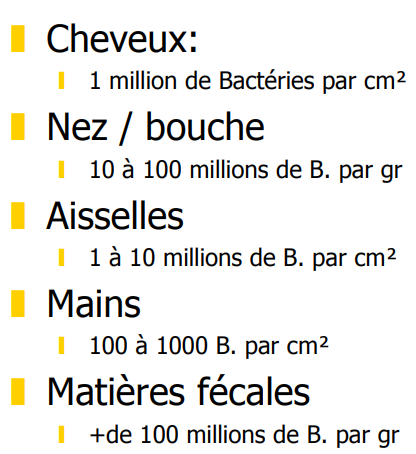 Cheveux:
1 million de Bactéries par cm²
Nez / bouche
10 à 100 millions de B. par gr
Aisselles
1 à 10 millions de B. par cm²
Mains
100 à 1000 B. par cm²
Matières fécales
+de 100 millions de B. par gr